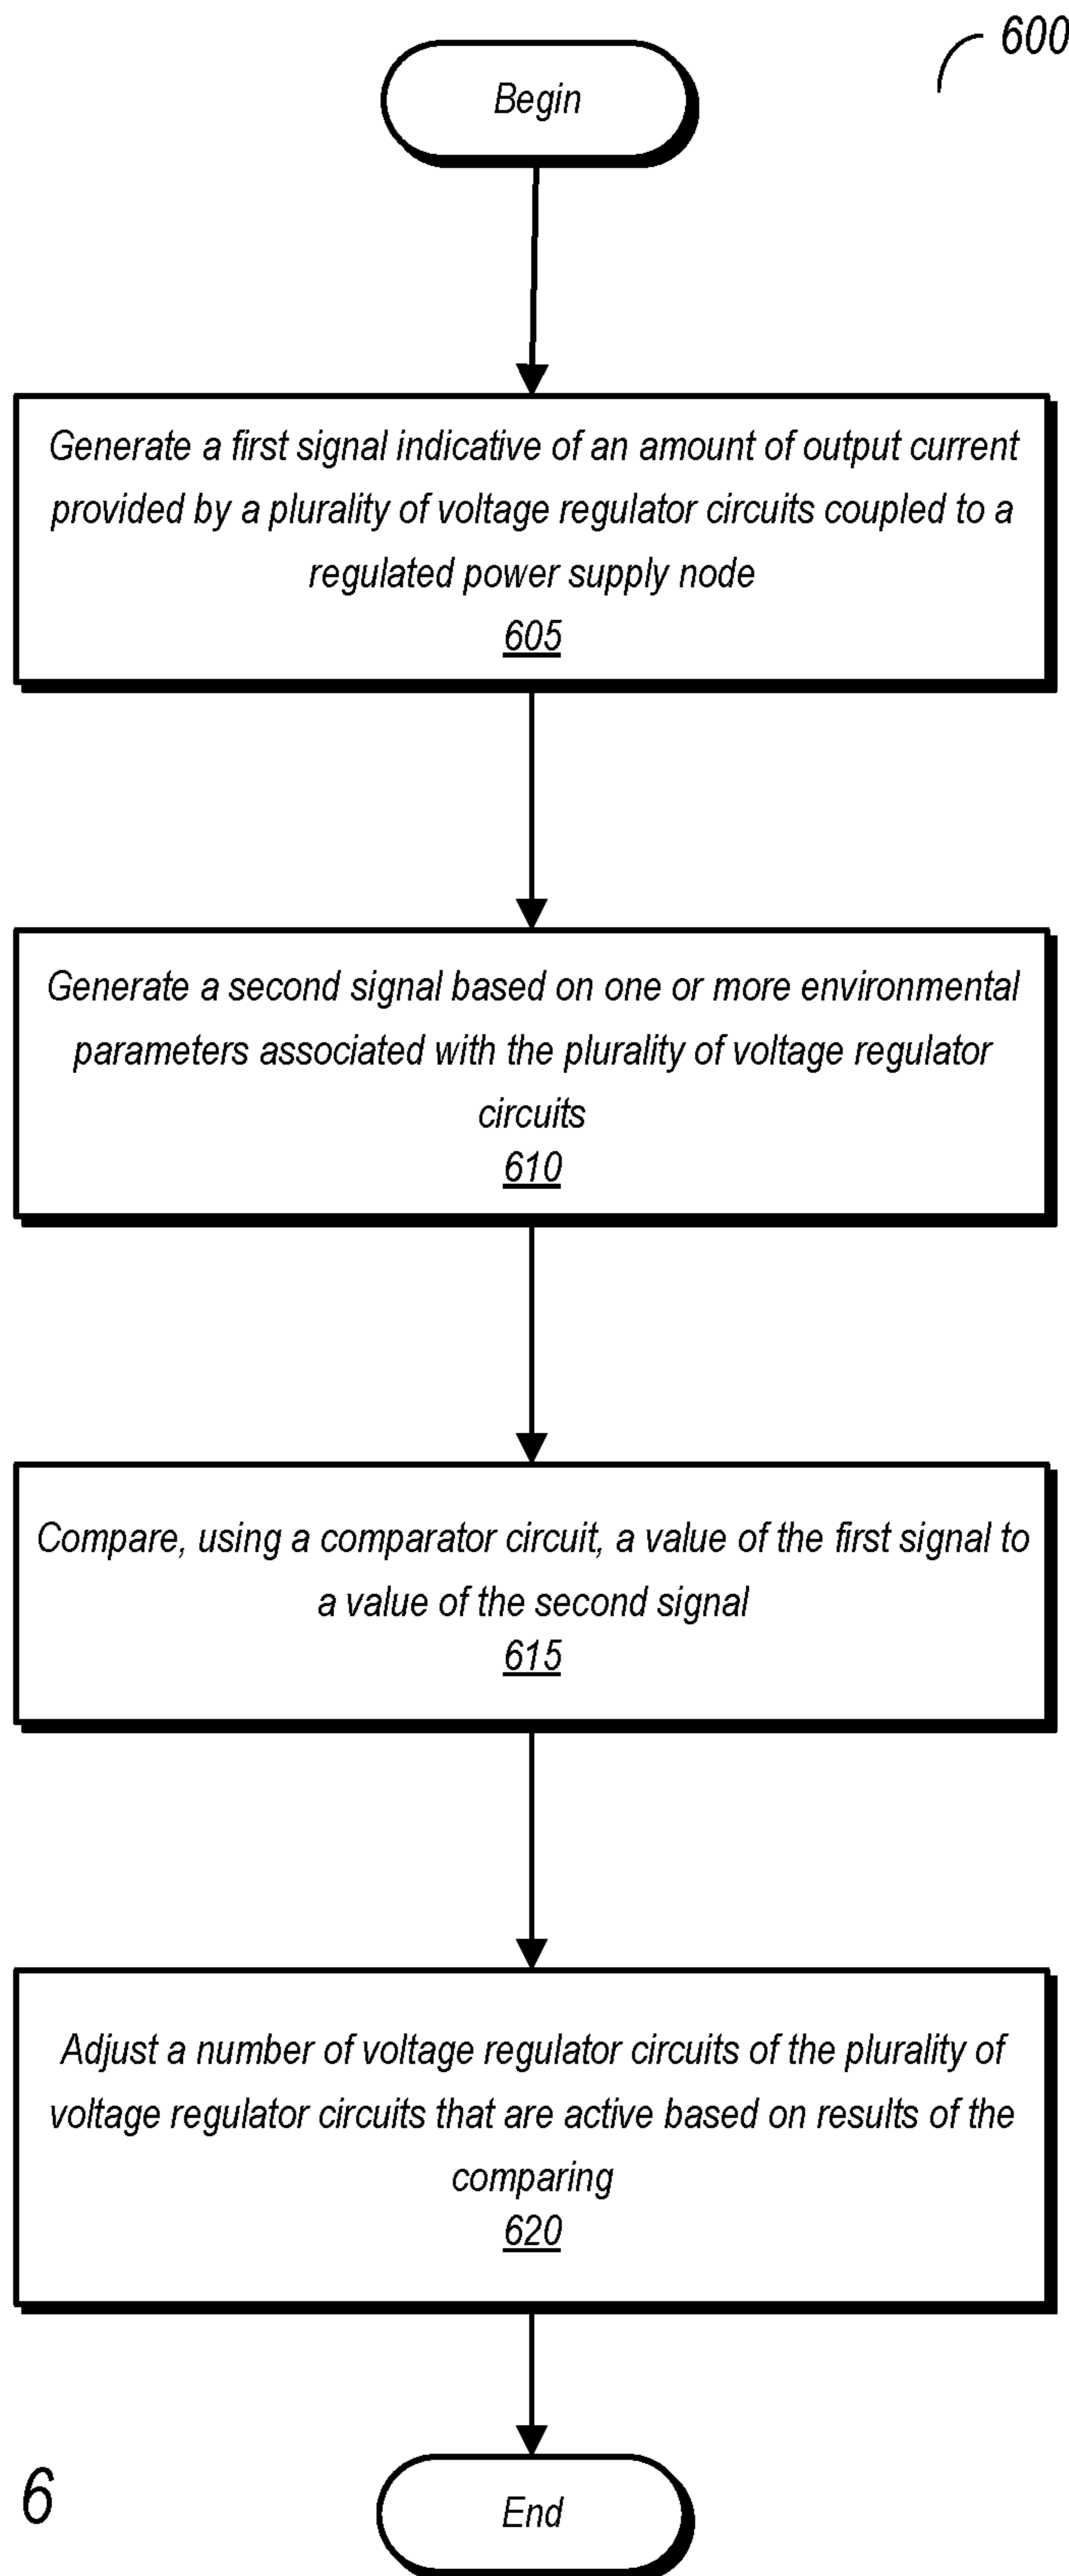 600
Begin
Generate a first signal indicative of an amount of output current
provided by a plurality of voltage regulator circuits coupled to a
regulated power supply node
605
Generate a second signal based on one or more environmental
parameters associated with the plurality of voltage regulator
circuits
610
Compare, using a comparator circuit, a value of the first signal to
a value of the second signal
615
Adjust a number of voltage regulator circuits of the plurality of
voltage regulator circuits that are active based on results of the
comparing
620
6
End